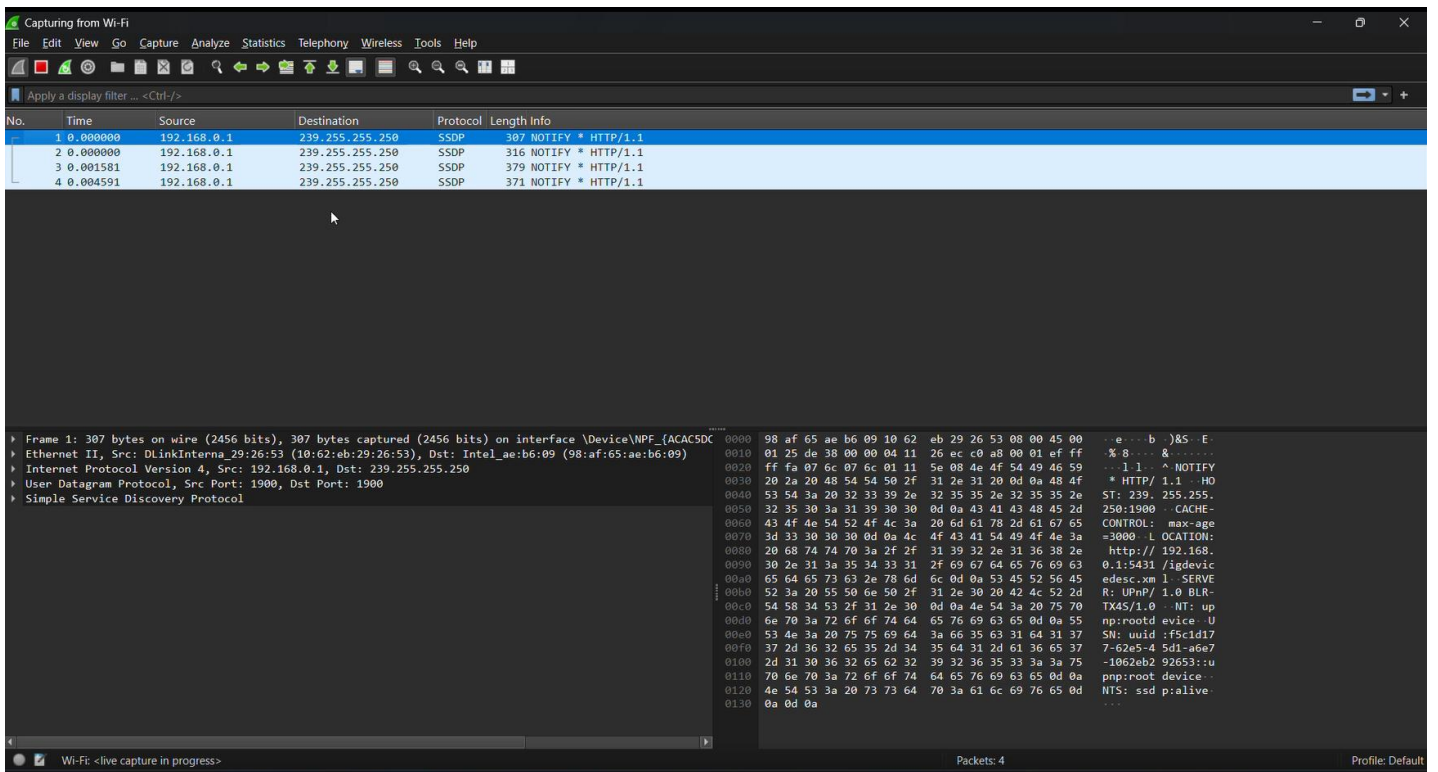 Capturing from Wi-Fi
File Edit View Go Capture Analyze Statistics Telephony Wireless Tools Help
Apply a display filter ... <Ctrl-/>
No. Time Source Destination Protocol Length Info
1 0.000000 192.168.0.1 239.255.255.250 SSDP 307 NOTIFY * HTTP/1.1
2 0.000000 192.168.0.1 239.255.255.250 SSDP 316 NOTIFY * HTTP/1.1
3 0.001581 192.168.0.1 239.255.255.250 SSDP 379 NOTIFY * HTTP/1.1
4 0.004591 192.168.0.1 239.255.255.250 SSDP 371 NOTIFY * HTTP/1.1
Frame 1: 307 bytes on wire (2456 bits), 307 bytes captured (2456 bits) on interface \Device\NPF_{ACAC5DC
Ethernet II, Src: DLinkInterna_29:26:53 (10:62:eb:29:26:53), Dst: Intel_ae:b6:09 (98:af:65:ae:b6:09)
Internet Protocol Version 4, Src: 192.168.0.1, Dst: 239.255.255.250
User Datagram Protocol, Src Port: 1900, Dst Port: 1900
Simple Service Discovery Protocol
0000 98 af 65 ae b6 09 10 62 eb 29 26 53 08 00 45 00 ··e····b ·)&S··E·
0010 01 25 de 38 00 00 04 11 26 ec c0 a8 00 01 ef ff ·%·8···· &·······
0020 ff fa 07 6c 07 6c 01 11 5e 08 4e 4f 54 49 46 59 ···l·l·· ^·NOTIFY
0030 20 2a 20 48 54 54 50 2f 31 2e 31 20 0d 0a 48 4f * HTTP/ 1.1 ··HO
0040 53 54 3a 20 32 33 39 2e 32 35 35 2e 32 35 35 2e ST: 239. 255.255.
0050 32 35 30 3a 31 39 30 30 0d 0a 43 41 43 48 45 2d 250:1900 ··CACHE-
0060 43 4f 4e 54 52 4f 4c 3a 20 6d 61 78 2d 61 67 65 CONTROL: max-age
0070 3d 33 30 30 30 0d 0a 4c 4f 43 41 54 49 4f 4e 3a =3000··L OCATION:
0080 20 68 74 74 70 3a 2f 2f 31 39 32 2e 31 36 38 2e http:// 192.168.
0090 30 2e 31 3a 35 34 33 31 2f 69 67 64 65 76 69 63 0.1:5431 /igdevic
00a0 65 64 65 73 63 2e 78 6d 6c 0d 0a 53 45 52 56 45 edesc.xm l··SERVE
00b0 52 3a 20 55 50 6e 50 2f 31 2e 30 20 42 4c 52 2d R: UPnP/ 1.0 BLR-
00c0 54 58 34 53 2f 31 2e 30 0d 0a 4e 54 3a 20 75 70 TX4S/1.0 ··NT: up
00d0 6e 70 3a 72 6f 6f 74 64 65 76 69 63 65 0d 0a 55 np:rootd evice··U
00e0 53 4e 3a 20 75 75 69 64 3a 66 35 63 31 64 31 37 SN: uuid :f5c1d17
00f0 37 2d 36 32 65 35 2d 34 35 64 31 2d 61 36 65 37 7-62e5-4 5d1-a6e7
0100 2d 31 30 36 32 65 62 32 39 32 36 35 33 3a 3a 75 -1062eb2 92653::u
0110 70 6e 70 3a 72 6f 6f 74 64 65 76 69 63 65 0d 0a pnp:root device··
0120 4e 54 53 3a 20 73 73 64 70 3a 61 6c 69 76 65 0d NTS: ssd p:alive·
0130 0a 0d 0a ···
Wi-Fi: <live capture in progress> Packets: 4 Profile: Default